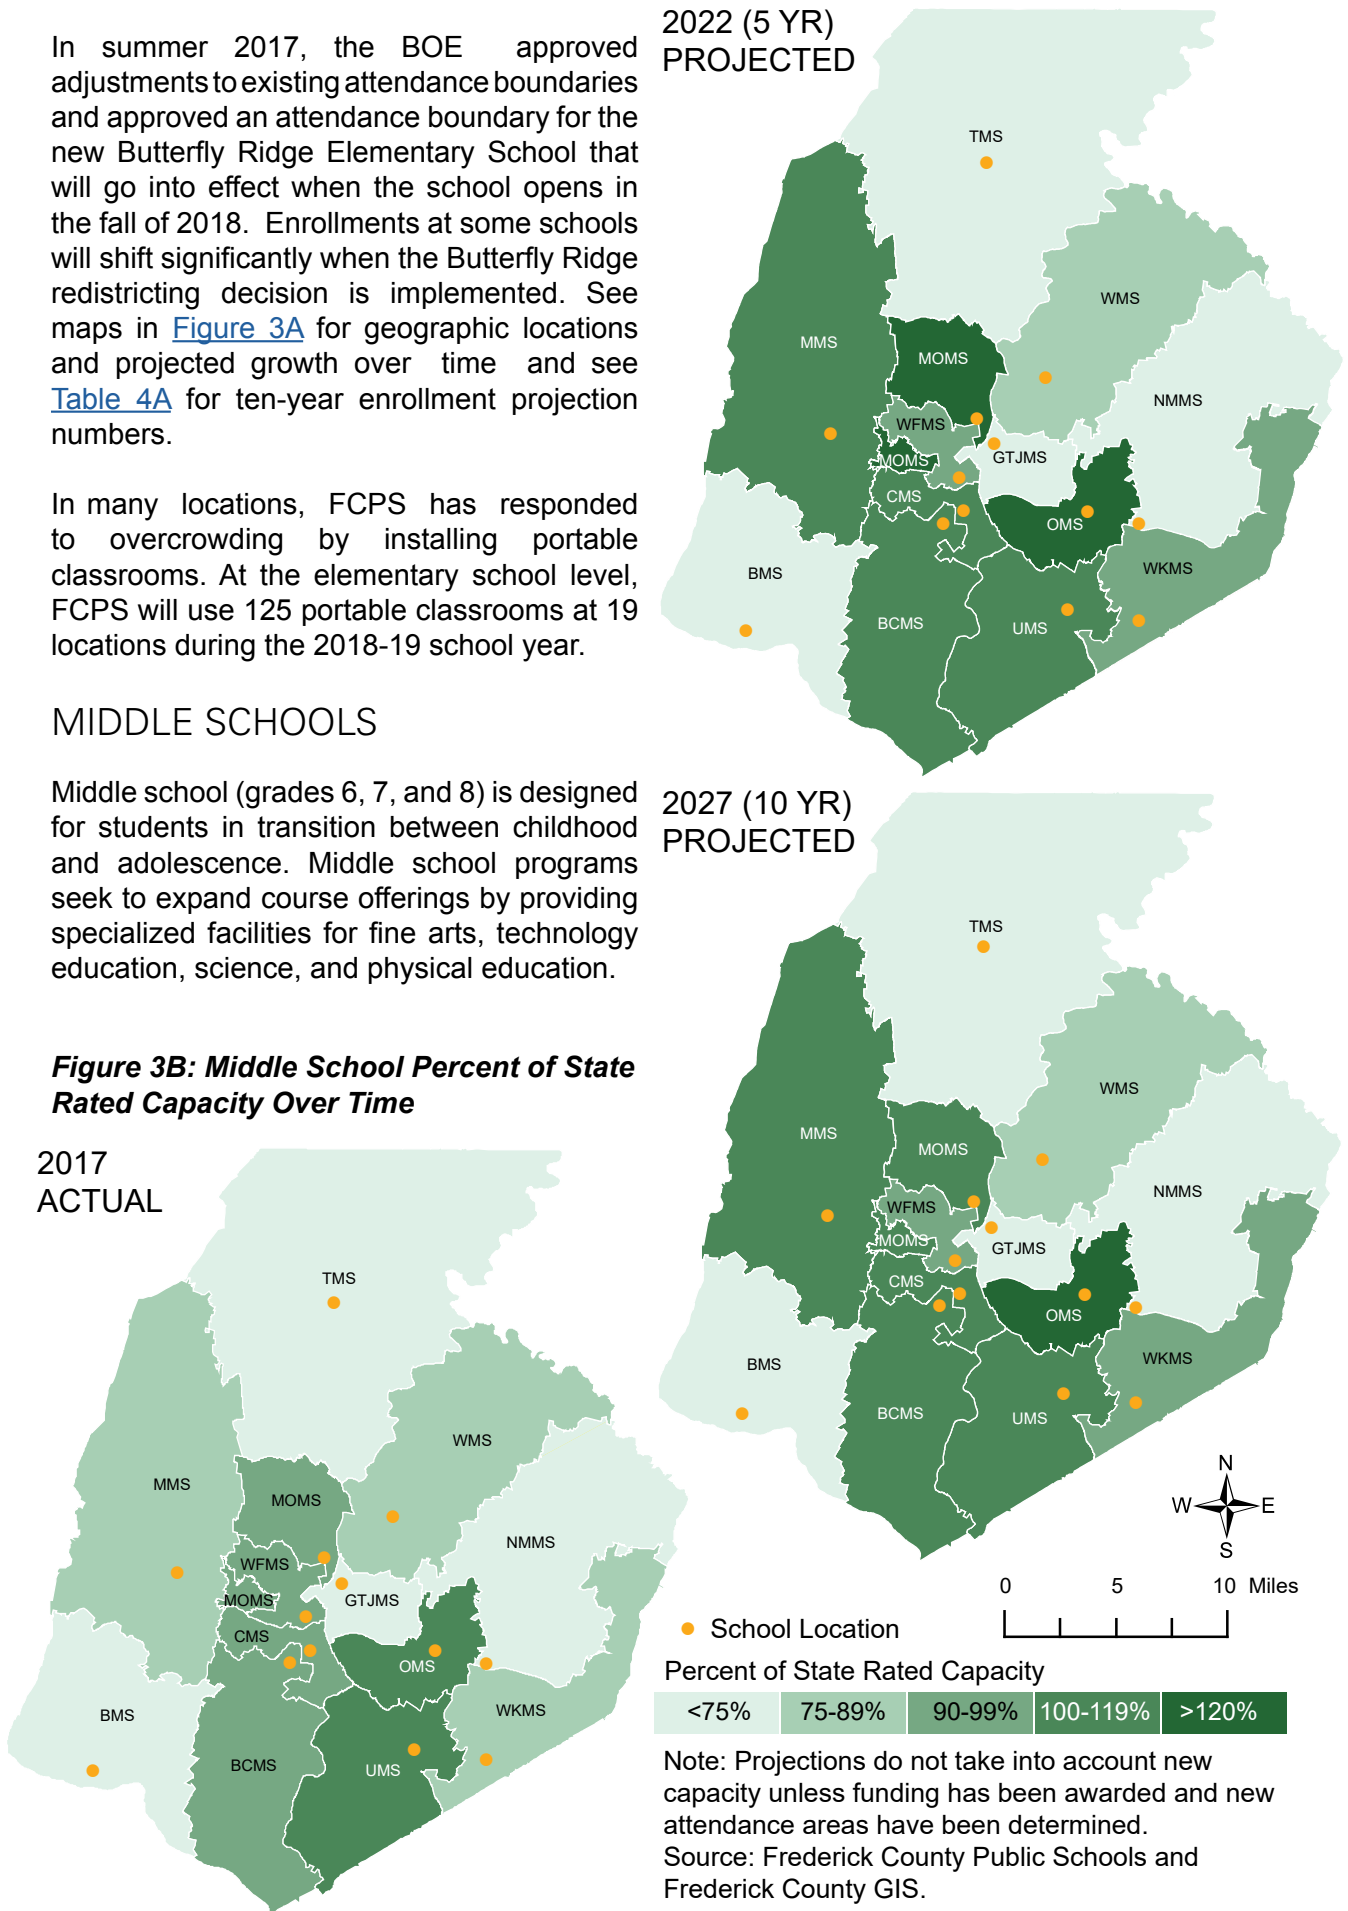 In summer 2017, the BOE approved
adjustments to existing attendance boundaries
and approved an attendance boundary for the
new Butterfly Ridge Elementary School that
will go into effect when the school opens in
the fall of 2018. Enrollments at some schools
will shift significantly when the Butterfly Ridge
redistricting decision is implemented. See
maps in Figure 3A for geographic locations
and projected growth over time and see
Table 4A for ten-year enrollment projection
numbers.
In many locations, FCPS has responded
to overcrowding by installing portable
classrooms. At the elementary school level,
FCPS will use 125 portable classrooms at 19
locations during the 2018-19 school year.
MIDDLE SCHOOLS
Middle school (grades 6, 7, and 8) is designed
for students in transition between childhood
and adolescence. Middle school programs
seek to expand course offerings by providing
specialized facilities for fine arts, technology
education, science, and physical education.
Figure 3B: Middle School Percent of State
Rated Capacity Over Time
2017
ACTUAL
TMS
WMS
MMS
MOMS
NMMS
WFMS
MOMS
GTJMS
CMS
OMS
WKMS
BMS
BCMS
UMS
2022 (5 YR)
PROJECTED
TMS
WMS
MMS
MOMS
NMMS
WFMS
MOMS
GTJMS
CMS
OMS
WKMS
BMS
BCMS
UMS
2027 (10 YR)
PROJECTED
TMS
WMS
MMS
MOMS
NMMS
WFMS
MOMS
GTJMS
CMS
OMS
WKMS
BMS
BCMS
UMS
N
W E
S
0 5 10 Miles
School Location
Percent of State Rated Capacity
<75% 75-89% 90-99% 100-119% >120%
Note: Projections do not take into account new
capacity unless funding has been awarded and new
attendance areas have been determined.
Source: Frederick County Public Schools and
Frederick County GIS.